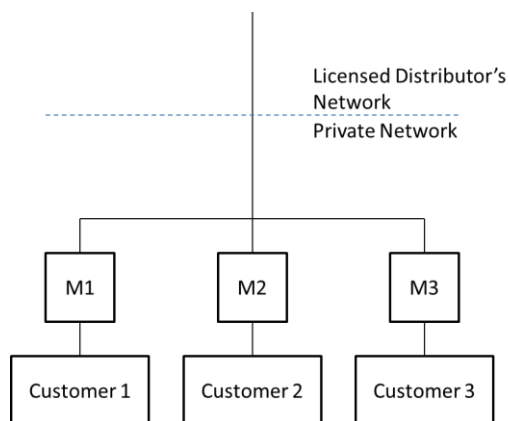 Licensed Distributor’s
Network
Private Network
M1
M2
M3
Customer 1
Customer 2
Customer 3